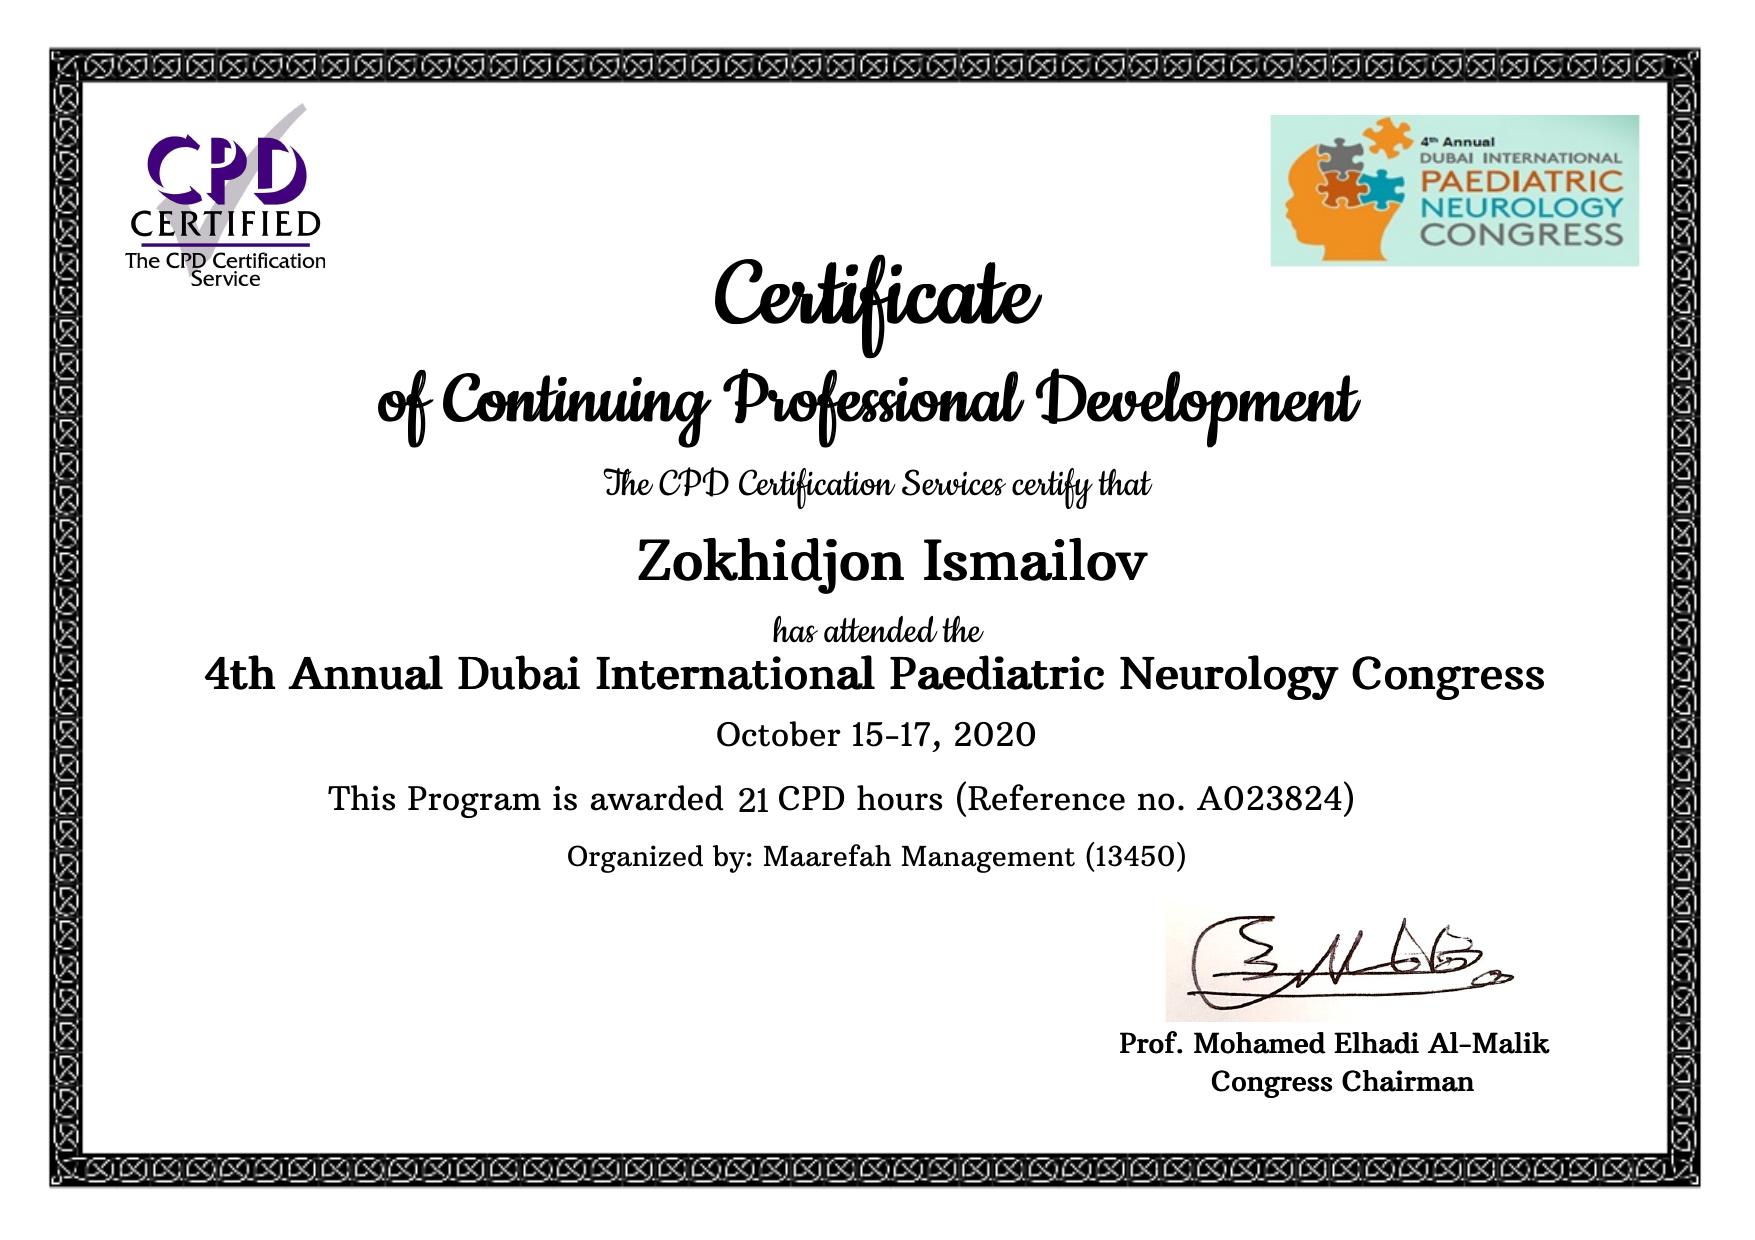 CPD
CERTIFIED
The CPD Certification
Service
4th Annual
DUBAI INTERNATIONAL
PAEDIATRIC
NEUROLOGY
CONGRESS
Certificate
of Continuing Professional Development
The CPD Certification Services certify that
Zokhidjon Ismailov
has attended the
4th Annual Dubai International Paediatric Neurology Congress
October 15-17, 2020
This Program is awarded 21 CPD hours (Reference no. A023824)
Organized by: Maarefah Management (13450)
Prof. Mohamed Elhadi Al-Malik
Congress Chairman